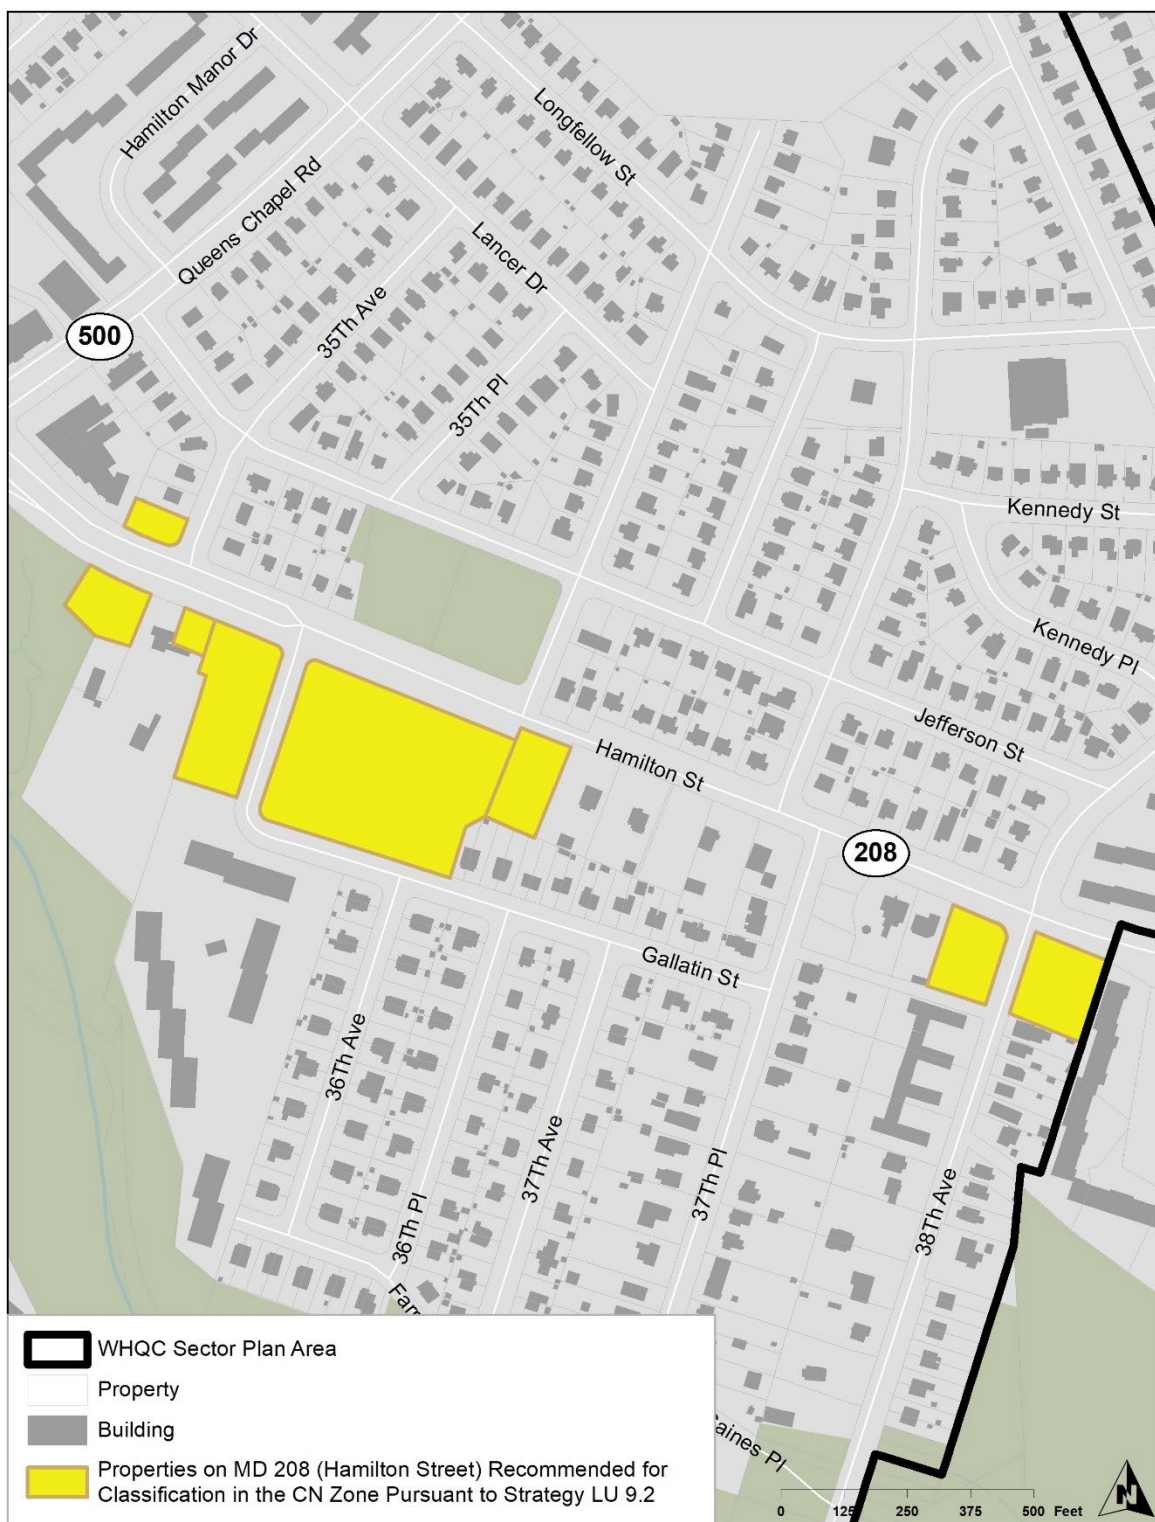 Hamilton Manor Dr
Longfellow St
Queens Chapel Rd
Lancer Dr
35Th Ave
500
35Th Pl
Kennedy St
Kennedy Pl
Jefferson St
Hamilton St
208
Gallatin St
36Th Ave
37Th Ave
37Th Pl
38Th Ave
36Th Pl
WHQC Sector Plan Area
Property
Building
Properties on MD 208 (Hamilton Street) Recommended for
Classification in the CN Zone Pursuant to Strategy LU 9.2
Pl
0 125 250 375 500 Feet
N